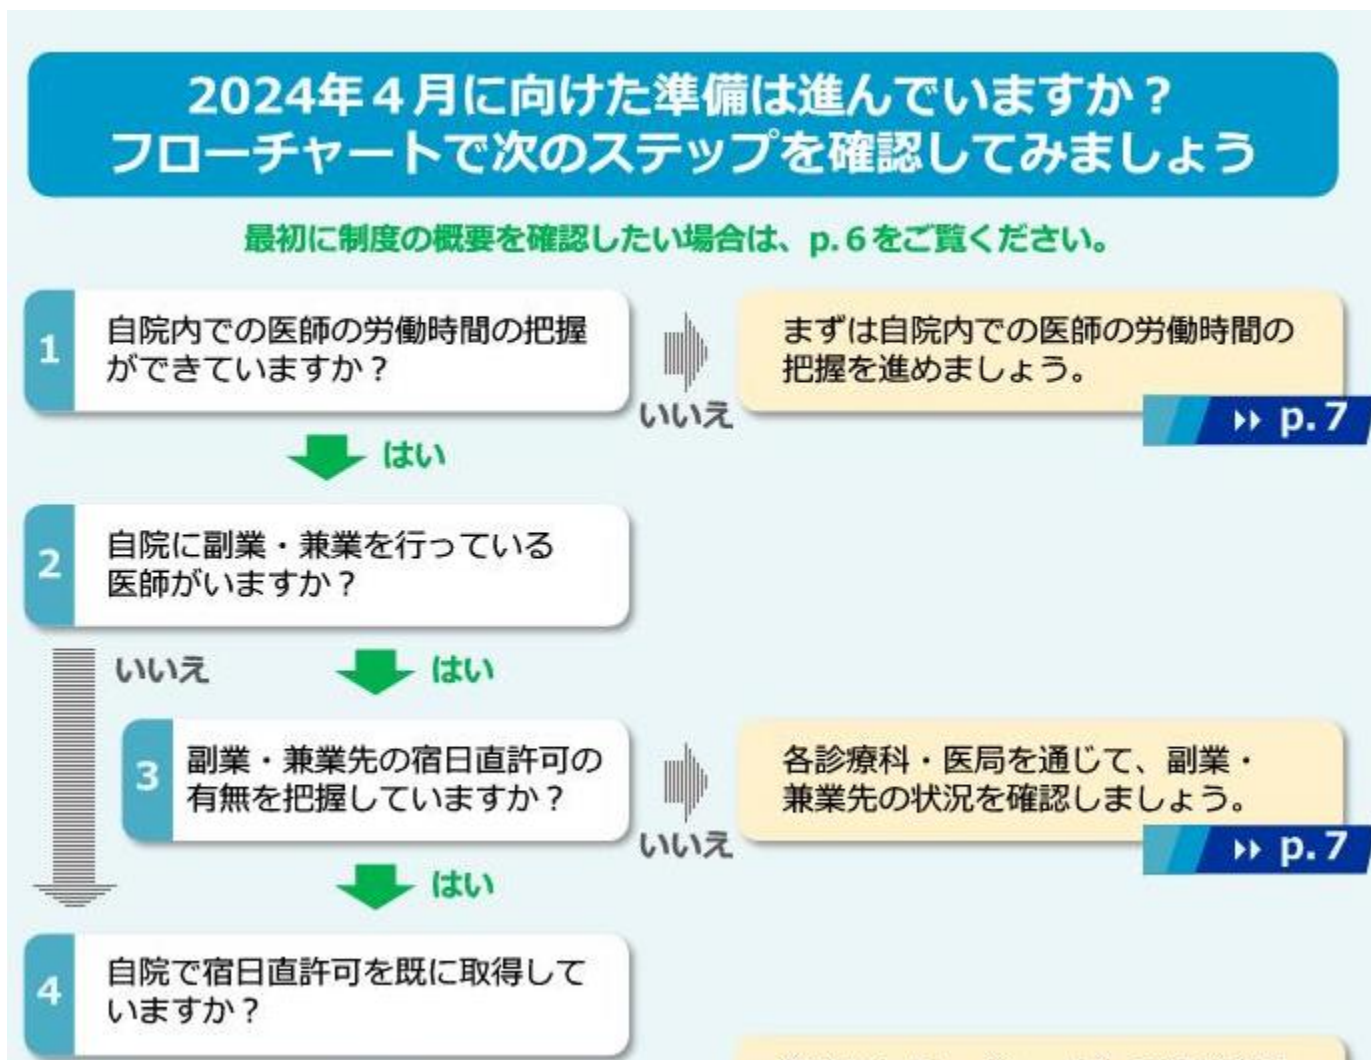 2024年４月に向けた準備は進んでいますか？
フローチャートで次のステップを確認してみましょう
最初に制度の概要を確認したい場合は、p.６をご覧ください。
1
自院内での医師の労働時間の把握
ができていますか？
いいえ
まずは自院内での医師の労働時間の
把握を進めましょう。
p.7
はい
2
自院に副業・兼業を行っている
医師がいますか？
いいえ
はい
3
副業・兼業先の宿日直許可の
有無を把握していますか？
いいえ
各診療科・医局を通じて、副業・
兼業先の状況を確認しましょう。
p.7
はい
4
自院で宿日直許可を既に取得して
いますか？